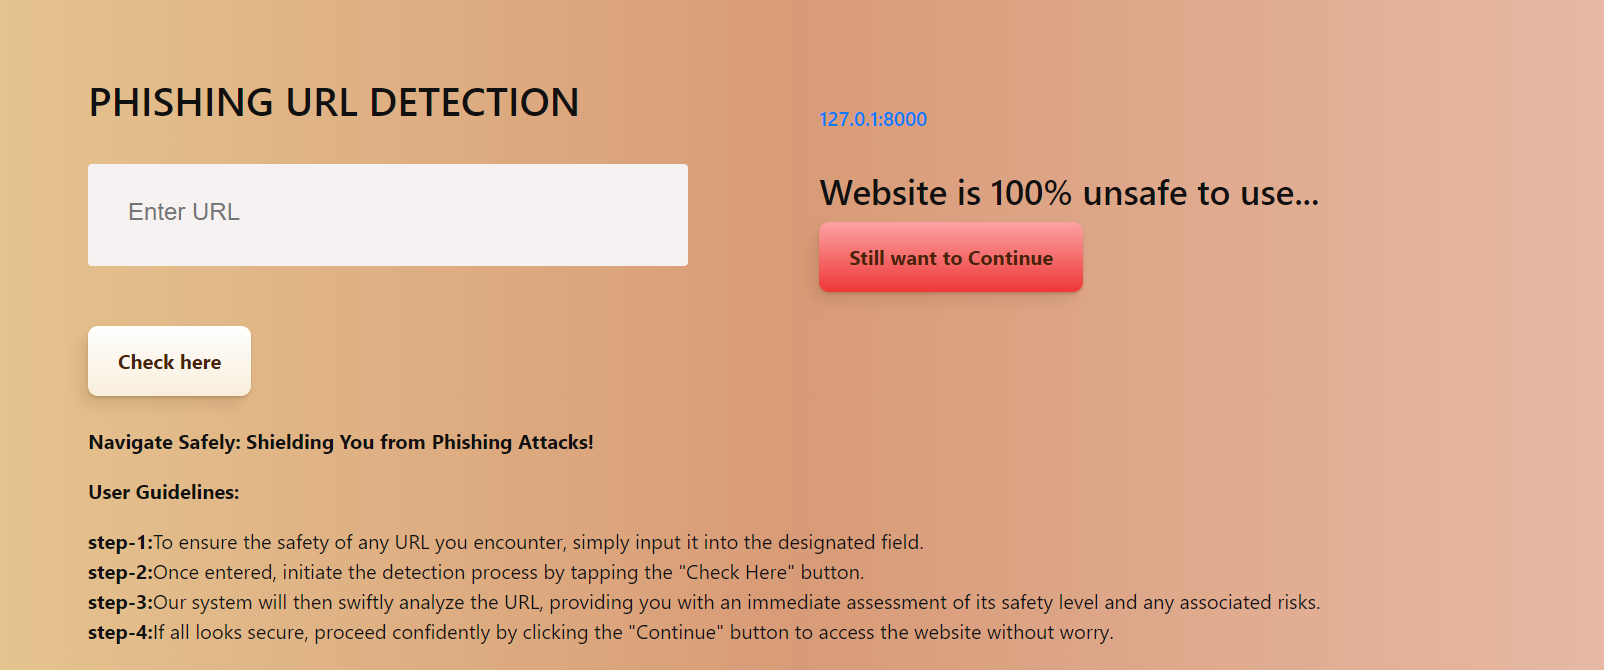 PHISHING URL DETECTION
Enter URL
Check here
127.0.1:8000
Website is 100% unsafe to use...
Still want to Continue
Navigate Safely: Shielding You from Phishing Attacks!
User Guidelines:
step-1:To ensure the safety of any URL you encounter, simply input it into the designated field.
step-2:Once entered, initiate the detection process by tapping the "Check Here" button.
step-3:Our system will then swiftly analyze the URL, providing you with an immediate assessment of its safety level and any associated risks.
step-4:If all looks secure, proceed confidently by clicking the "Continue" button to access the website without worry.